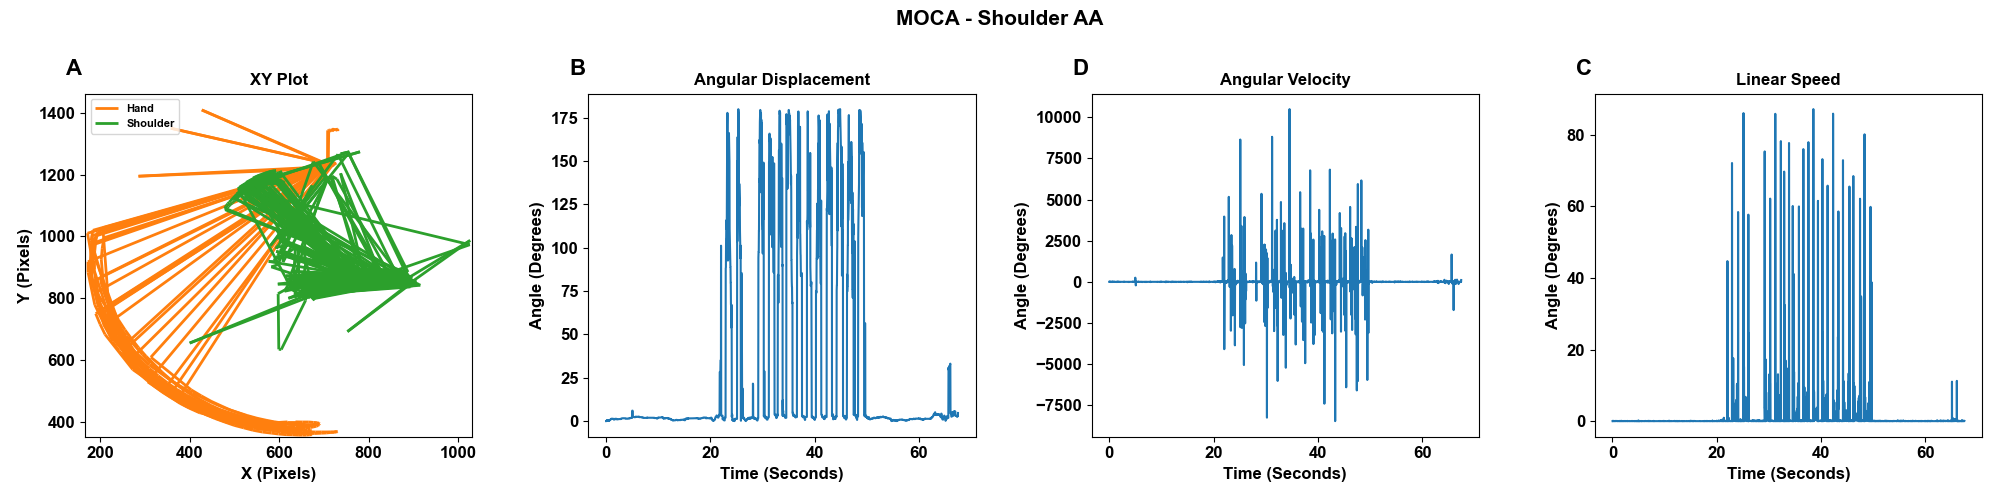 MOCA - Shoulder AA
A
XY Plot
Hand
Shoulder
1400
1200
1000
800
600
400
Y (Pixels)
200
400
600
800
1000
X (Pixels)
B
Angular Displacement
175
150
125
100
75
50
25
0
Angle (Degrees)
0
20
40
60
Time (Seconds)
D
Angular Velocity
10000
7500
5000
2500
0
−2500
−5000
−7500
Angle (Degrees)
0
20
40
60
Time (Seconds)
C
Linear Speed
80
60
40
20
0
Angle (Degrees)
0
20
40
60
Time (Seconds)